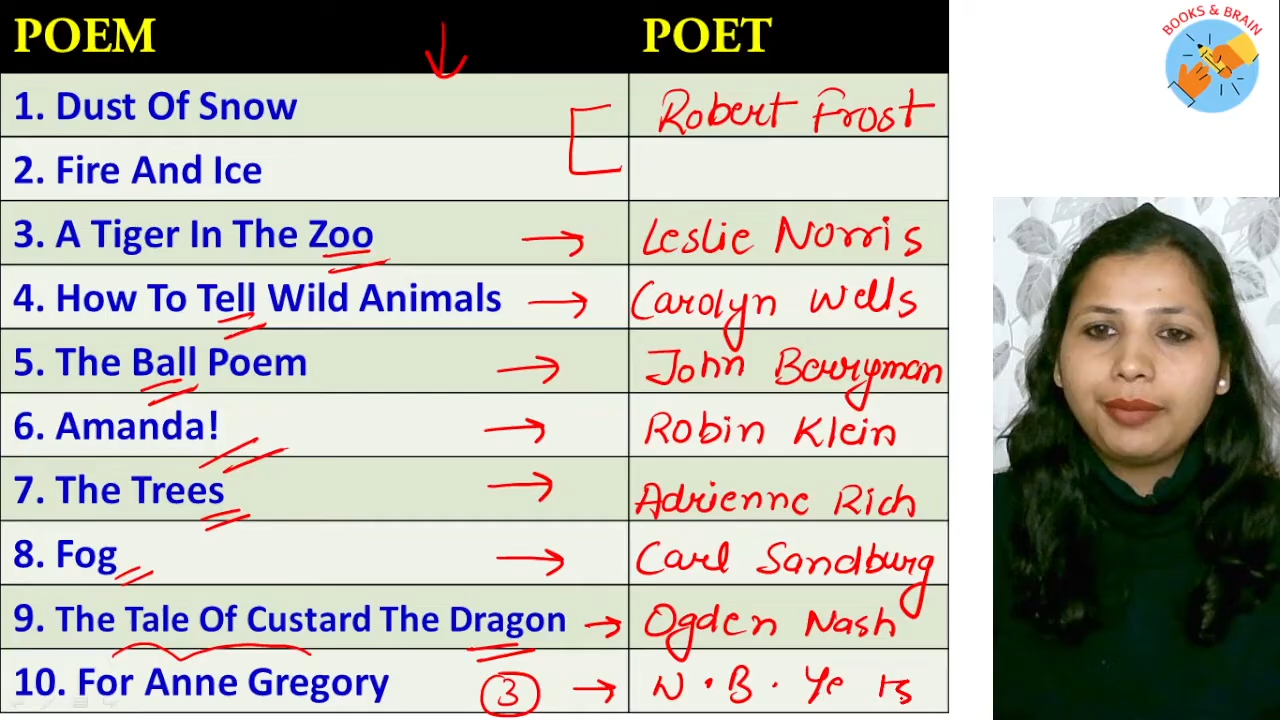 BOOKS & BRAIN
POEM POET
1. Dust Of Snow Robert Frost
2. Fire And Ice
3. A Tiger In The Zoo → Leslie Norris
4. How To Tell Wild Animals → Carolyn Wells
5. The Ball Poem → John Berryman
6. Amanda! → Robin Klein
7. The Trees → Adrienne Rich
8. Fog → Carl Sandburg
9. The Tale Of Custard The Dragon → Ogden Nash
10. For Anne Gregory 3 → W. B.